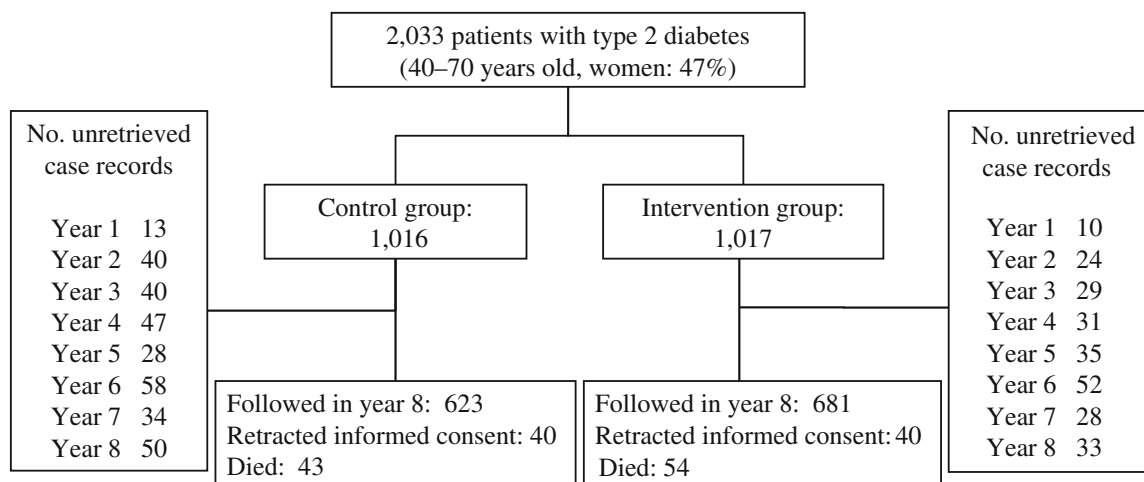 2,033 patients with type 2 diabetes
(40–70 years old, women: 47%)
No. unretrieved
case records
Year 1 13
Year 2 40
Year 3 40
Year 4 47
Year 5 28
Year 6 58
Year 7 34
Year 8 50
Control group:
1,016
Intervention group:
1,017
No. unretrieved
case records
Year 1 10
Year 2 24
Year 3 29
Year 4 31
Year 5 35
Year 6 52
Year 7 28
Year 8 33
Followed in year 8: 623
Retracted informed consent: 40
Died: 43
Followed in year 8: 681
Retracted informed consent: 40
Died: 54